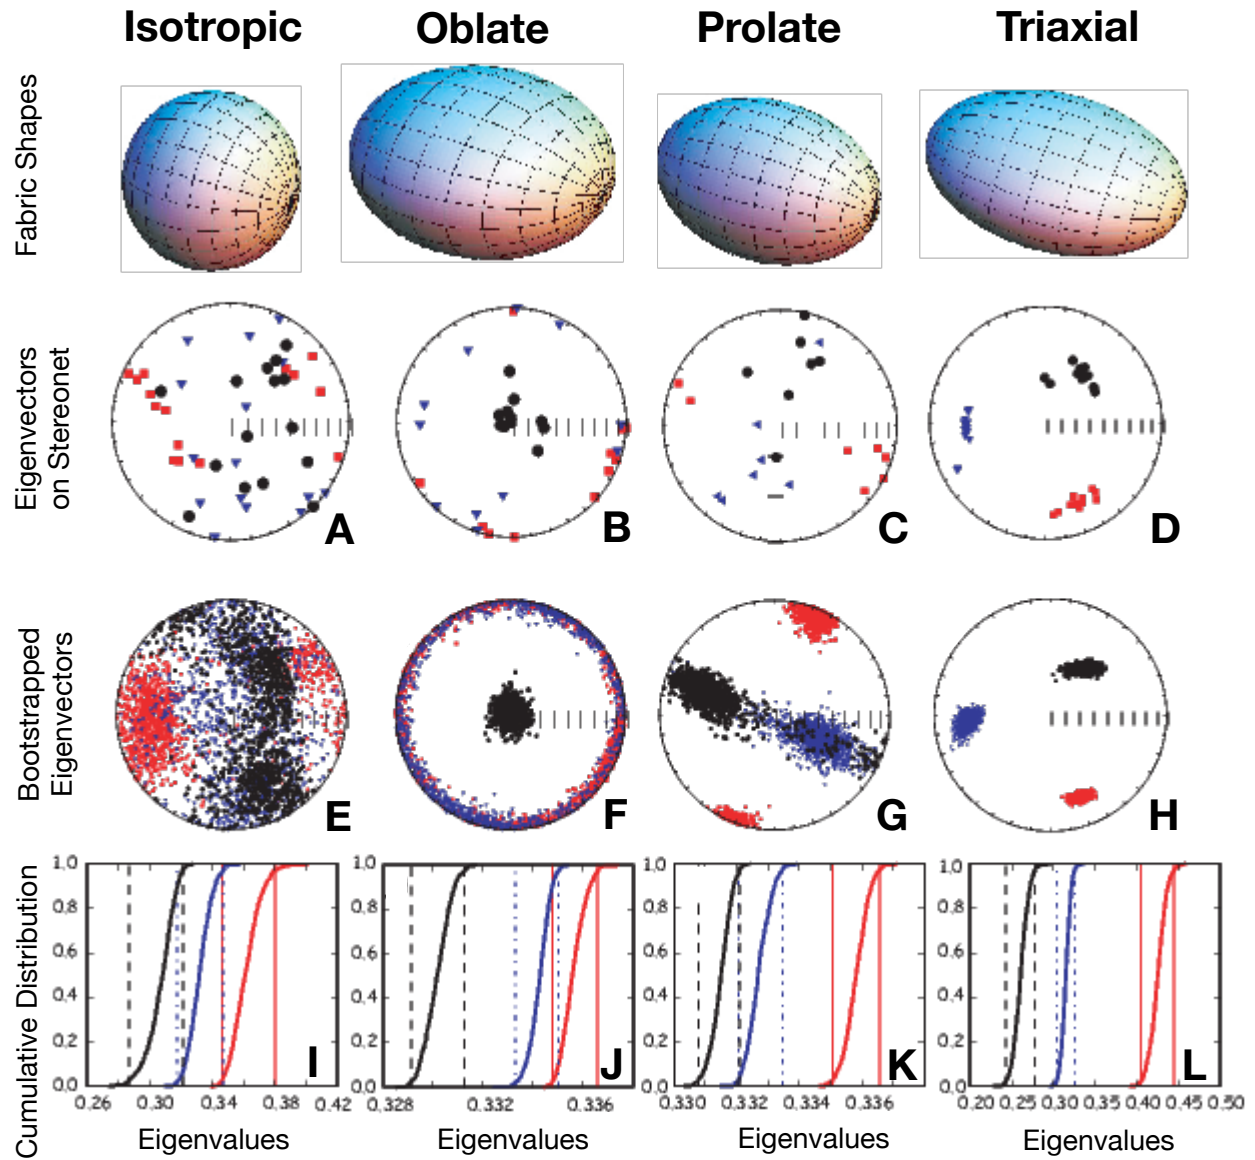 Isotropic Oblate Prolate Triaxial
Fabric Shapes
Eigenvectors
on Stereonet
A B C D
Bootstrapped
Eigenvectors
E F G H
Cumulative Distribution
1.0 1.0 1.0 1.0
0.8 0.8 0.8 0.8
0.6 0.6 0.6 0.6
0.4 0.4 0.4 0.4
0.2 0.2 0.2 0.2
I J K L
0.0 0.0 0.0 0.0
0.26 0.30 0.34 0.38 0.42 0.328 0.332 0.336 0.330 0.334 0.336 0.20 0.25 0.30 0.35 0.40 0.45 0.50
Eigenvalues Eigenvalues Eigenvalues Eigenvalues